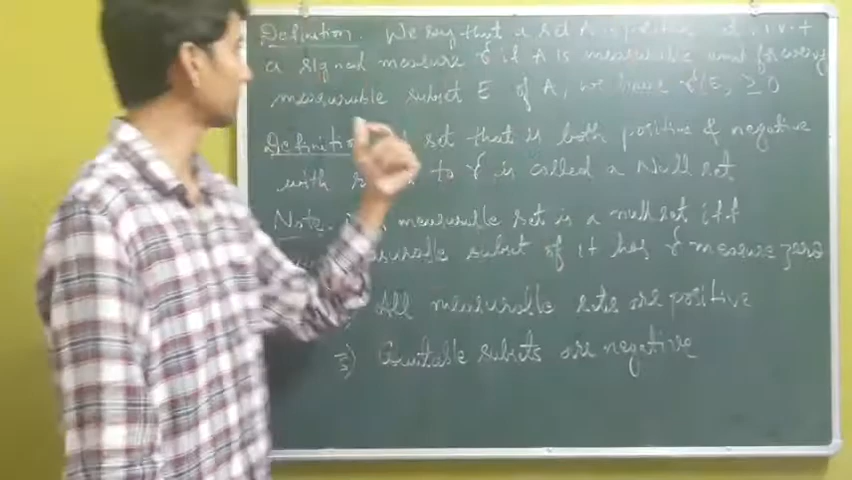 Definition. We say that a set A is positive w.r.t
a signed measure γ if A is measurable and for every
measurable subset E of A, we have γ(E) ≥ 0
Definition set that is both positive & negative
with to γ is called a Null set
Note. measurable set is a null set iff
measurable subset of it has γ measure zero
All measurable sets are positive
3) subsets are negative